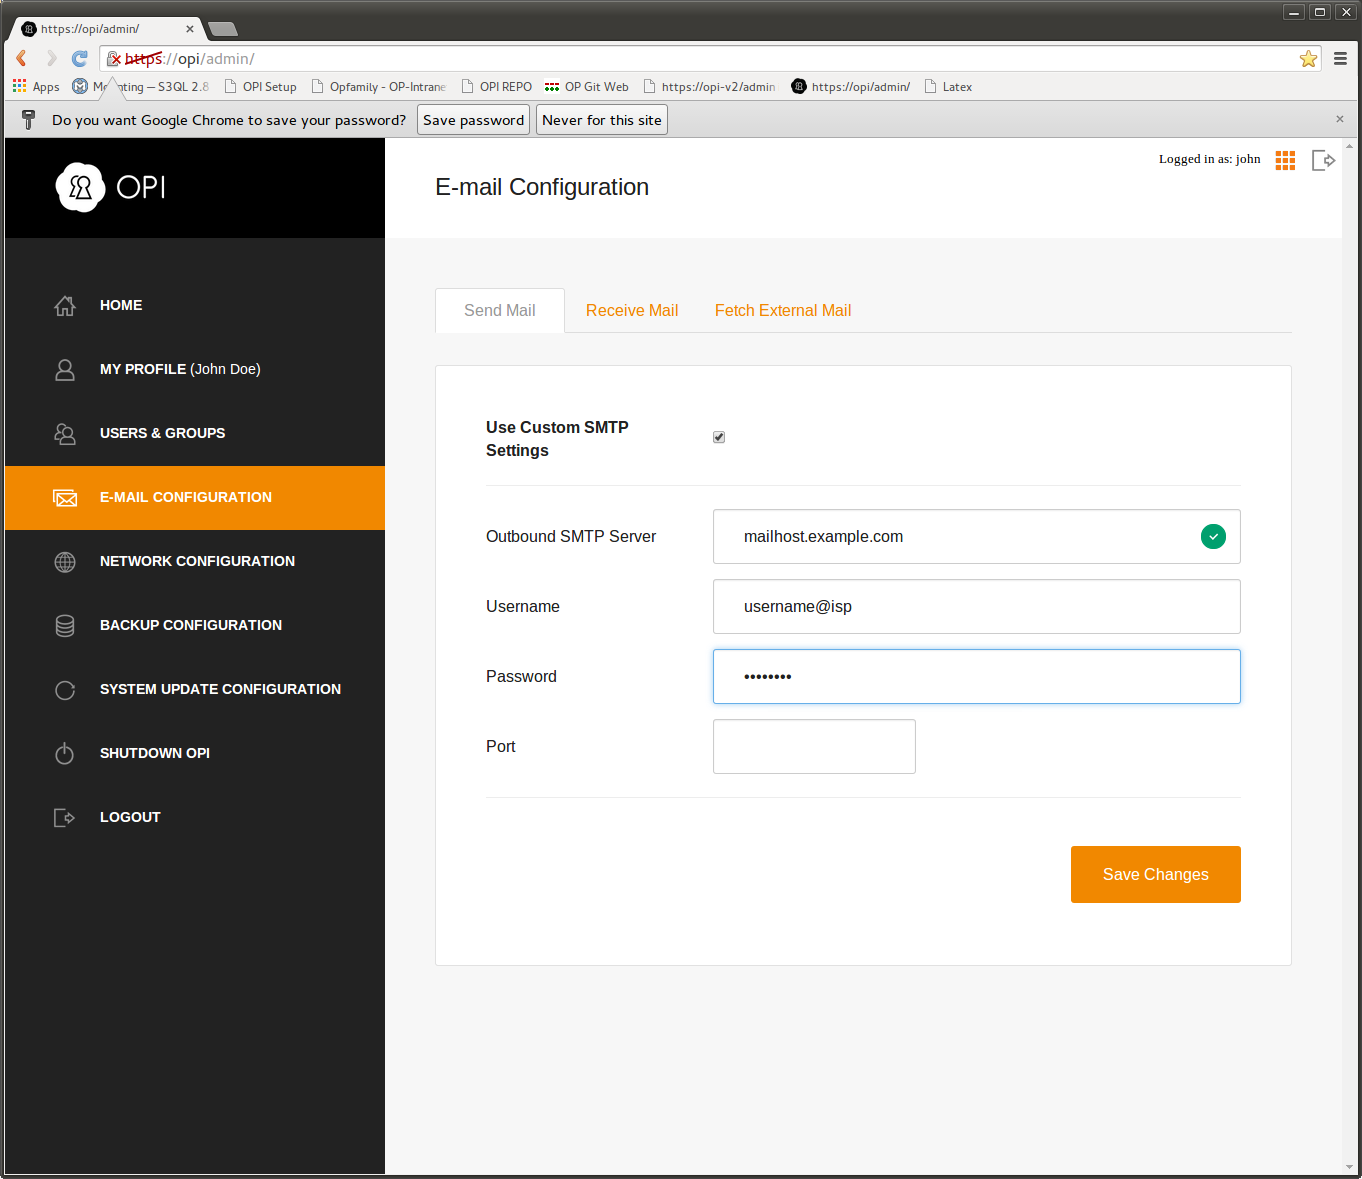 https://opi/admin/
https://opi/admin/
Apps
Mounting — S3QL 2.8
OPI Setup
Opfamily - OP-Intrane
OPI REPO
OP Git Web
https://opi-v2/admin
https://opi/admin/
Latex
Do you want Google Chrome to save your password?
Save password
Never for this site
OPI
Logged in as: john
E-mail Configuration
HOME
MY PROFILE (John Doe)
USERS & GROUPS
E-MAIL CONFIGURATION
NETWORK CONFIGURATION
BACKUP CONFIGURATION
SYSTEM UPDATE CONFIGURATION
SHUTDOWN OPI
LOGOUT
Send Mail
Receive Mail
Fetch External Mail
Use Custom SMTP
Settings
Outbound SMTP Server
mailhost.example.com
Username
username@isp
Password
••••••••
Port
Save Changes